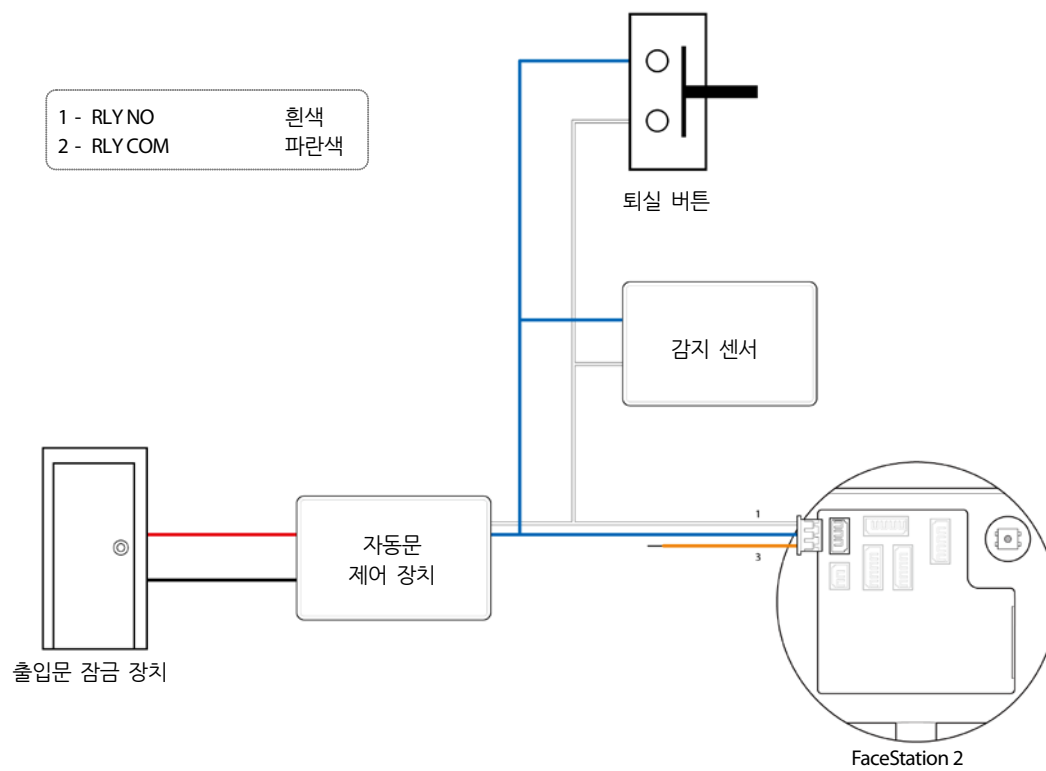 1 - RLY NO 흰색
2 - RLY COM 파란색
퇴실 버튼
감지 센서
자동문
제어 장치
1
3
출입문 잠금 장치
FaceStation 2